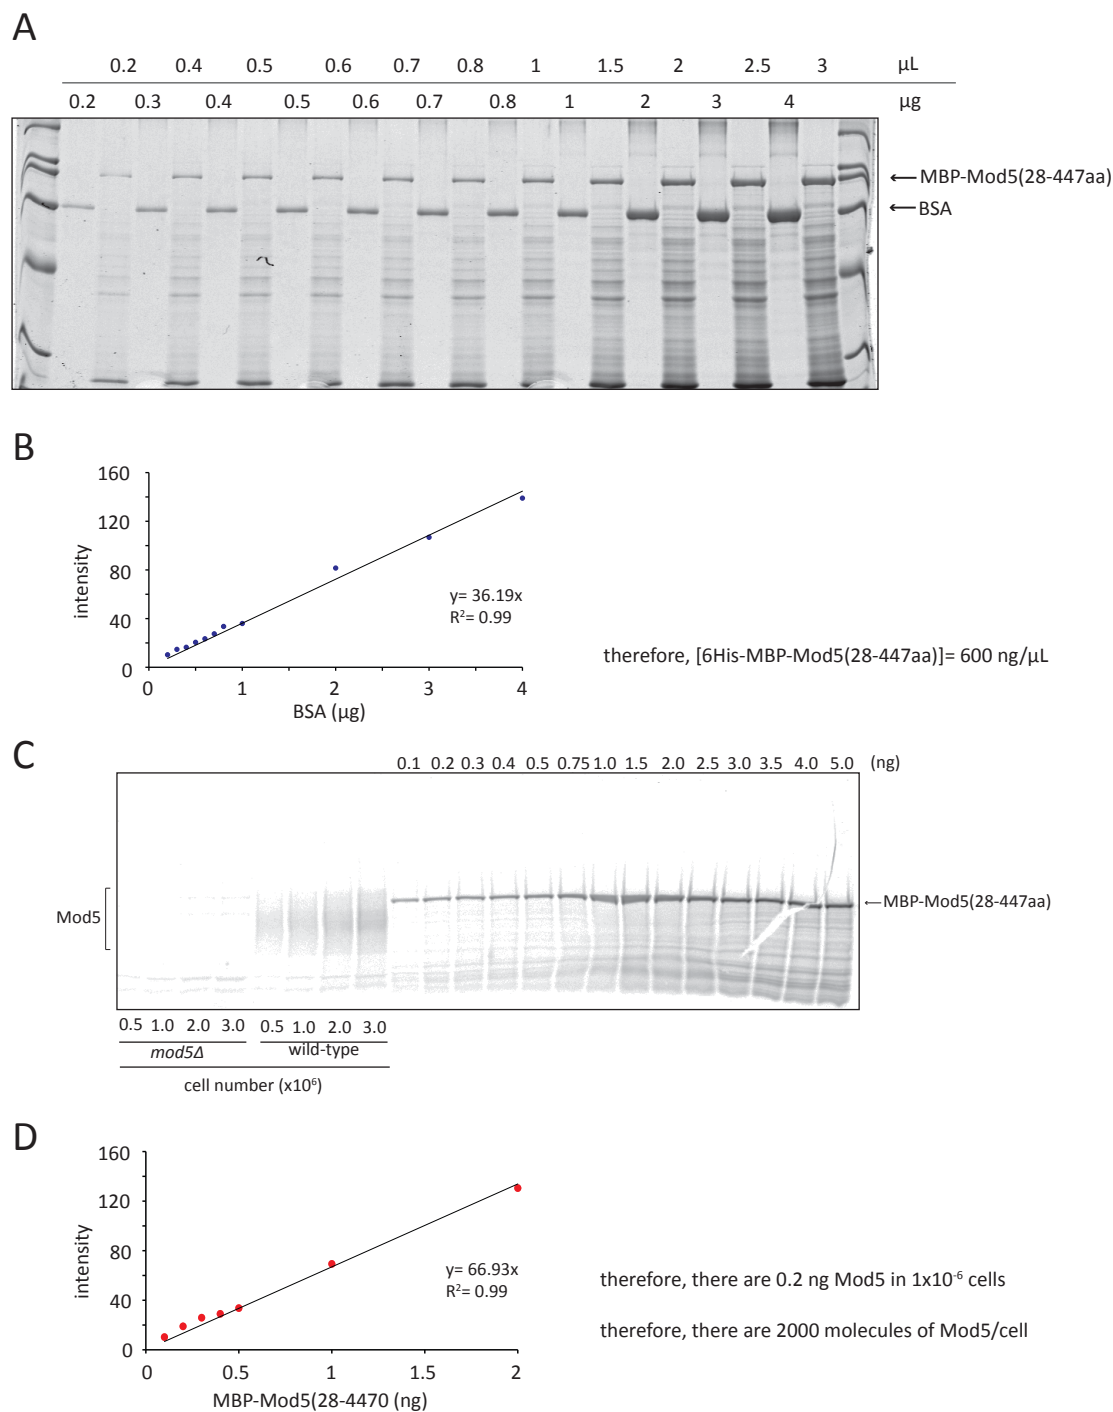 A
0.2 0.4 0.5 0.6 0.7 0.8 1 1.5 2 2.5 3 μL
0.2 0.3 0.4 0.5 0.6 0.7 0.8 1 2 3 4 μg
←MBP-Mod5(28-447aa)
←BSA
B
160
120
80
40
0
intensity
y= 36.19x
R²= 0.99
0 1 2 3 4
BSA (μg)
therefore, [6His-MBP-Mod5(28-447aa)]= 600 ng/μL
C
0.1 0.2 0.3 0.4 0.5 0.75 1.0 1.5 2.0 2.5 3.0 3.5 4.0 5.0 (ng)
Mod5
←MBP-Mod5(28-447aa)
0.5 1.0 2.0 3.0 0.5 1.0 2.0 3.0
mod5Δ wild-type
cell number (x10⁶)
D
160
120
80
40
0
intensity
y= 66.93x
R²= 0.99
0 0.5 1 1.5 2
MBP-Mod5(28-4470 (ng)
therefore, there are 0.2 ng Mod5 in 1x10⁻⁶ cells
therefore, there are 2000 molecules of Mod5/cell